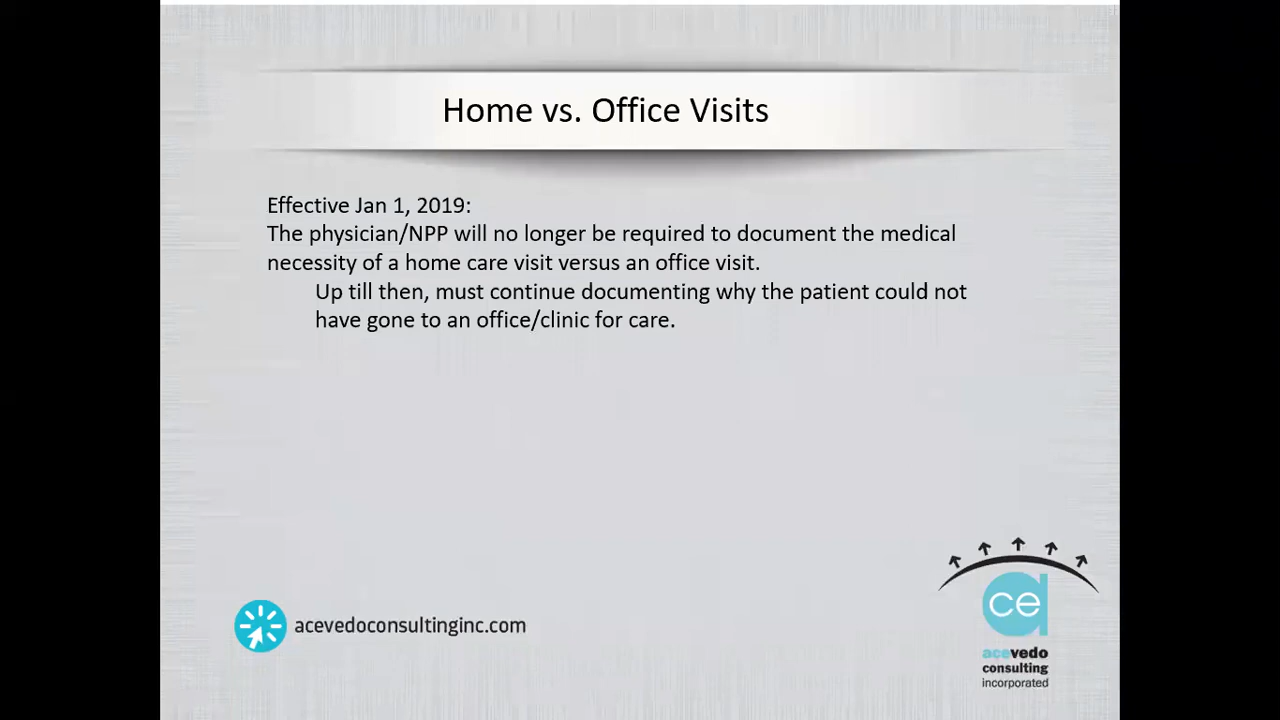 Home vs. Office Visits
Effective Jan 1, 2019:
The physician/NPP will no longer be required to document the medical
necessity of a home care visit versus an office visit.
Up till then, must continue documenting why the patient could not
have gone to an office/clinic for care.
acevedoconsultinginc.com
ace
acevedo
consulting
incorporated